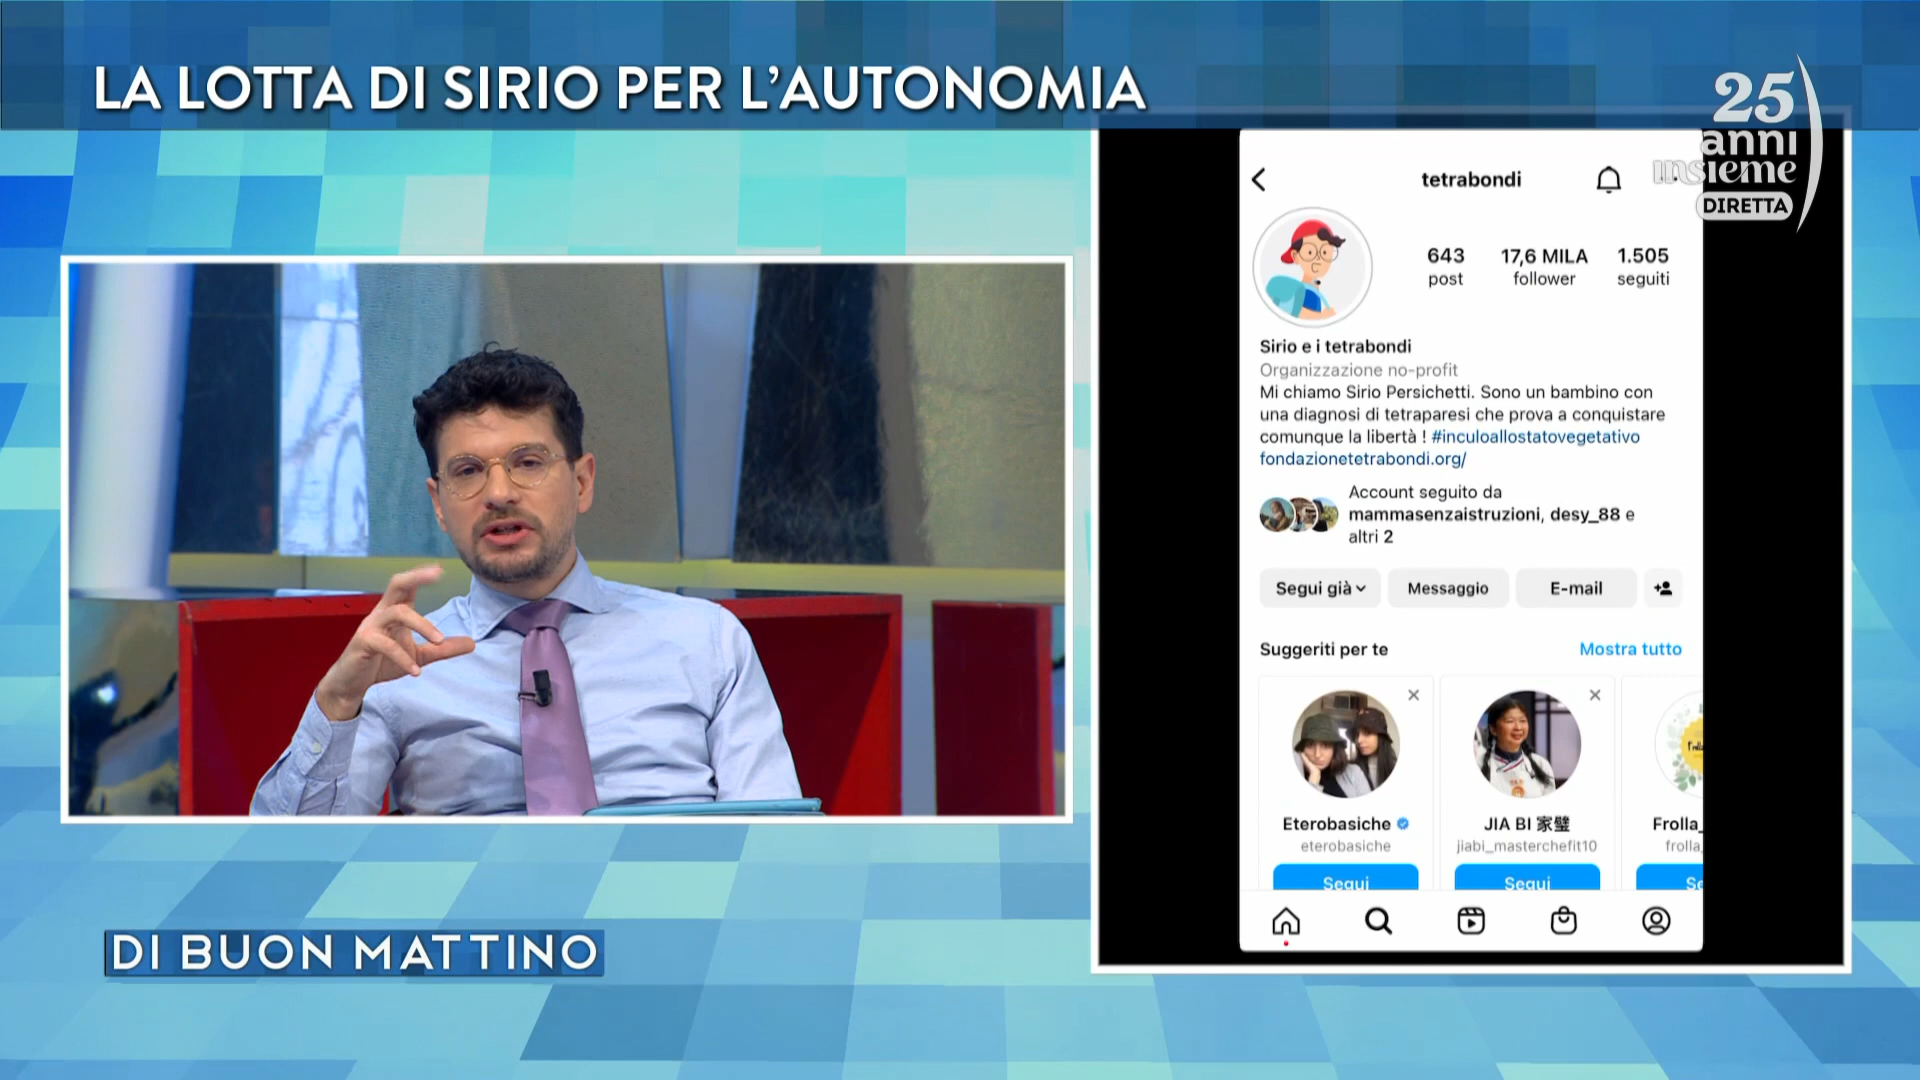 LA LOTTA DI SIRIO PER L'AUTONOMIA
25
anni
insieme
DIRETTA
tetrabondi
643
post
17,6 MILA
follower
1.505
seguiti
Sirio e i tetrabondi
Organizzazione no-profit
Mi chiamo Sirio Persichetti. Sono un bambino con
una diagnosi di tetraparesi che prova a conquistare
comunque la libertà ! #inculoallostatovegetativo
fondazionetetrabondi.org/
Account seguito da
mammasenzaistruzioni, desy_88 e
altri 2
Segui già
Messaggio
E-mail
Suggeriti per te
Mostra tutto
Eterobasiche
eterobasiche
Segui
JIA BI 家璧
jiabi_masterchefit10
Segui
Frolla_
frolla_
Se
DI BUON MATTINO